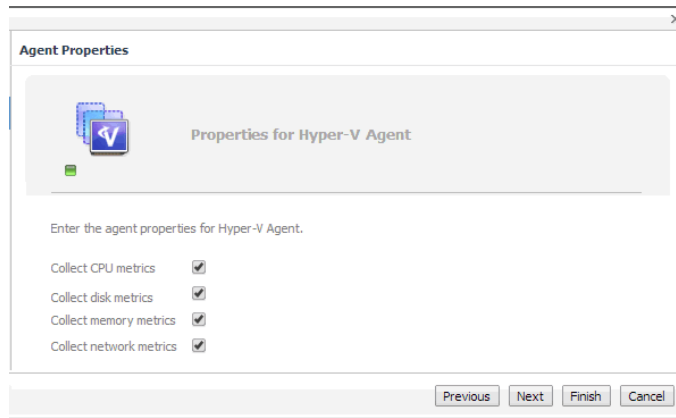 Agent Properties
Properties for Hyper-V Agent
Enter the agent properties for Hyper-V Agent.
Collect CPU metrics
Collect disk metrics
Collect memory metrics
Collect network metrics
Previous Next Finish Cancel